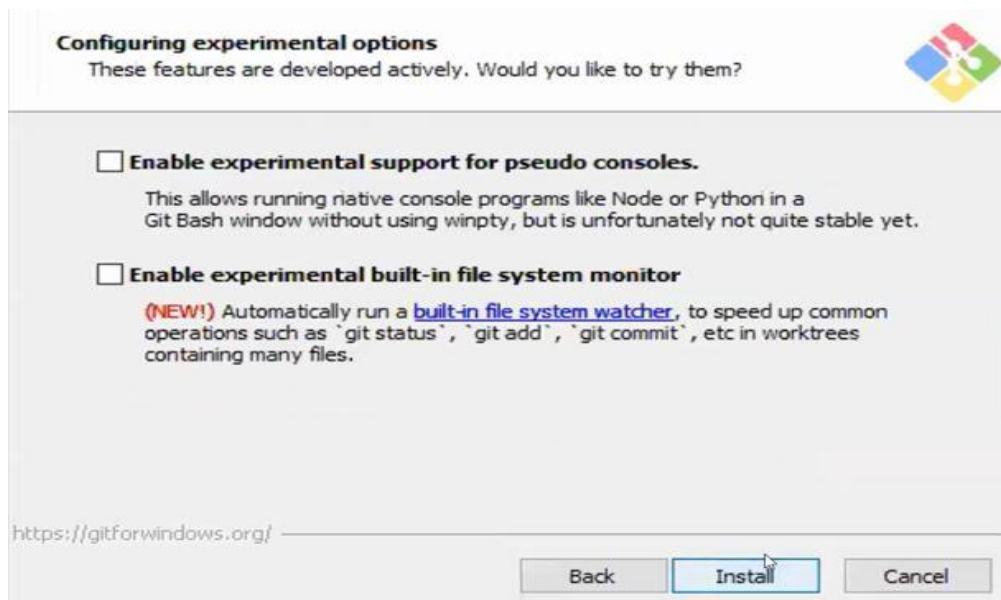 Configuring experimental options
These features are developed actively. Would you like to try them?
Enable experimental support for pseudo consoles.
This allows running native console programs like Node or Python in a
Git Bash window without using winpty, but is unfortunately not quite stable yet.
Enable experimental built-in file system monitor
(NEW!) Automatically run a built-in file system watcher, to speed up common
operations such as `git status`, `git add`, `git commit`, etc in worktrees
containing many files.
https://gitforwindows.org/
Back
Install
Cancel